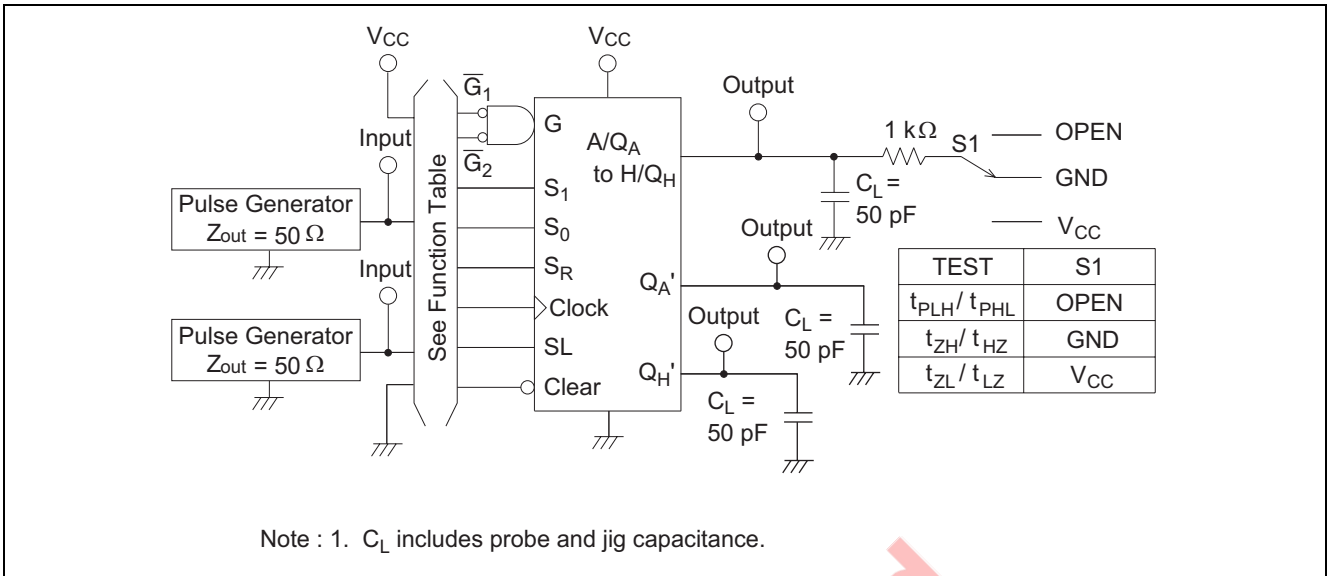 VCC
VCC
G̅1
G̅2
Input
Pulse Generator
Zout = 50 Ω
Input
Pulse Generator
Zout = 50 Ω
See Function Table
G
S1
S0
SR
Clock
SL
Clear
A/QA
to H/QH
QA'
QH'
Output
1 kΩ
S1
OPEN
GND
VCC
CL =
50 pF
Output
CL =
50 pF
Output
CL =
50 pF
TEST S1
tPLH / tPHL OPEN
tZH / tHZ GND
tZL / tLZ VCC
Note : 1. CL includes probe and jig capacitance.